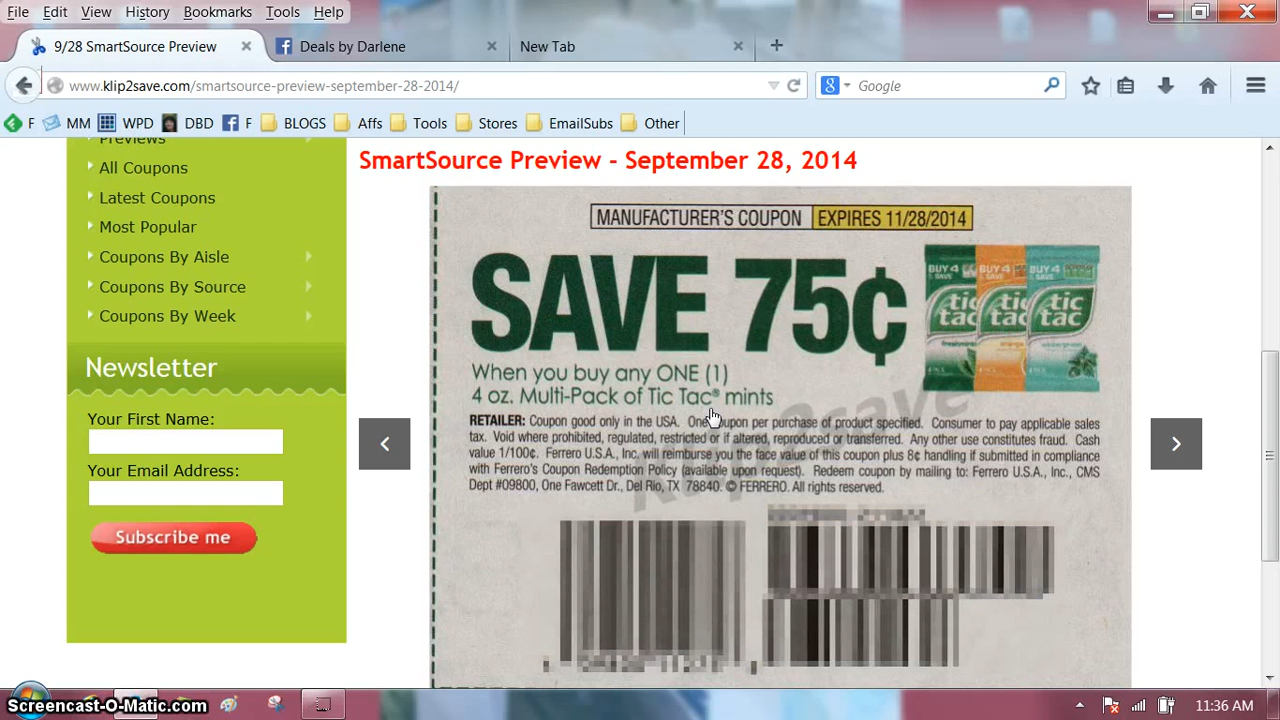 File Edit View History Bookmarks Tools Help
9/28 SmartSource Preview
Deals by Darlene
New Tab
www.klip2save.com/smartsource-preview-september-28-2014/
Google
F MM WPD DBD F BLOGS Affs Tools Stores EmailSubs Other
Previews
All Coupons
Latest Coupons
Most Popular
Coupons By Aisle
Coupons By Source
Coupons By Week
Newsletter
Your First Name:
Your Email Address:
Subscribe me
SmartSource Preview - September 28, 2014
MANUFACTURER'S COUPON EXPIRES 11/28/2014
SAVE 75¢
When you buy any ONE (1)
4 oz. Multi-Pack of Tic Tac® mints
BUY 4 BUY 4 BUY 4
tic tac tic tac tic tac
freshmints orange wintergreen
RETAILER: Coupon good only in the USA. One coupon per purchase of product specified. Consumer to pay applicable sales
tax. Void where prohibited, regulated, restricted or if altered, reproduced or transferred. Any other use constitutes fraud. Cash
value 1/100¢. Ferrero U.S.A., Inc. will reimburse you the face value of this coupon plus 8¢ handling if submitted in compliance
with Ferrero's Coupon Redemption Policy (available upon request). Redeem coupon by mailing to: Ferrero U.S.A., Inc., CMS
Dept #09800, One Fawcett Dr., Del Rio, TX 78840. © FERRERO. All rights reserved.
klip2save
Screencast-O-Matic.com
11:36 AM